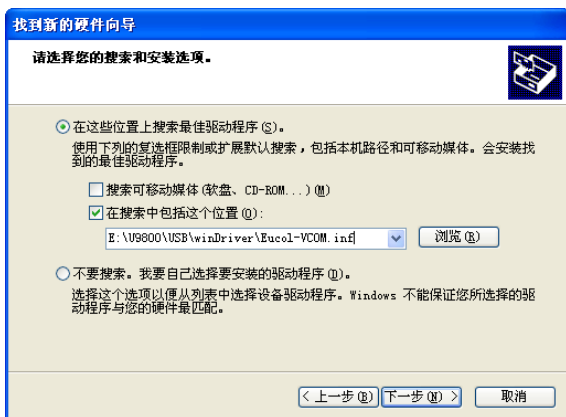 找到新的硬件向导
请选择您的搜索和安装选项。
在这些位置上搜索最佳驱动程序(S)。
使用下列的复选框限制或扩展默认搜索，包括本机路径和可移动媒体。会安装找
到的最佳驱动程序。
搜索可移动媒体(软盘、CD-ROM...)(M)
在搜索中包括这个位置(O):
E:\U9800\USB\winDriver\Eucol-VCOM.inf
浏览(R)
不要搜索。我要自己选择要安装的驱动程序(D)。
选择这个选项以便从列表中选择设备驱动程序。Windows 不能保证您所选择的驱
动程序与您的硬件最匹配。
< 上一步(B) 下一步(N) > 取消